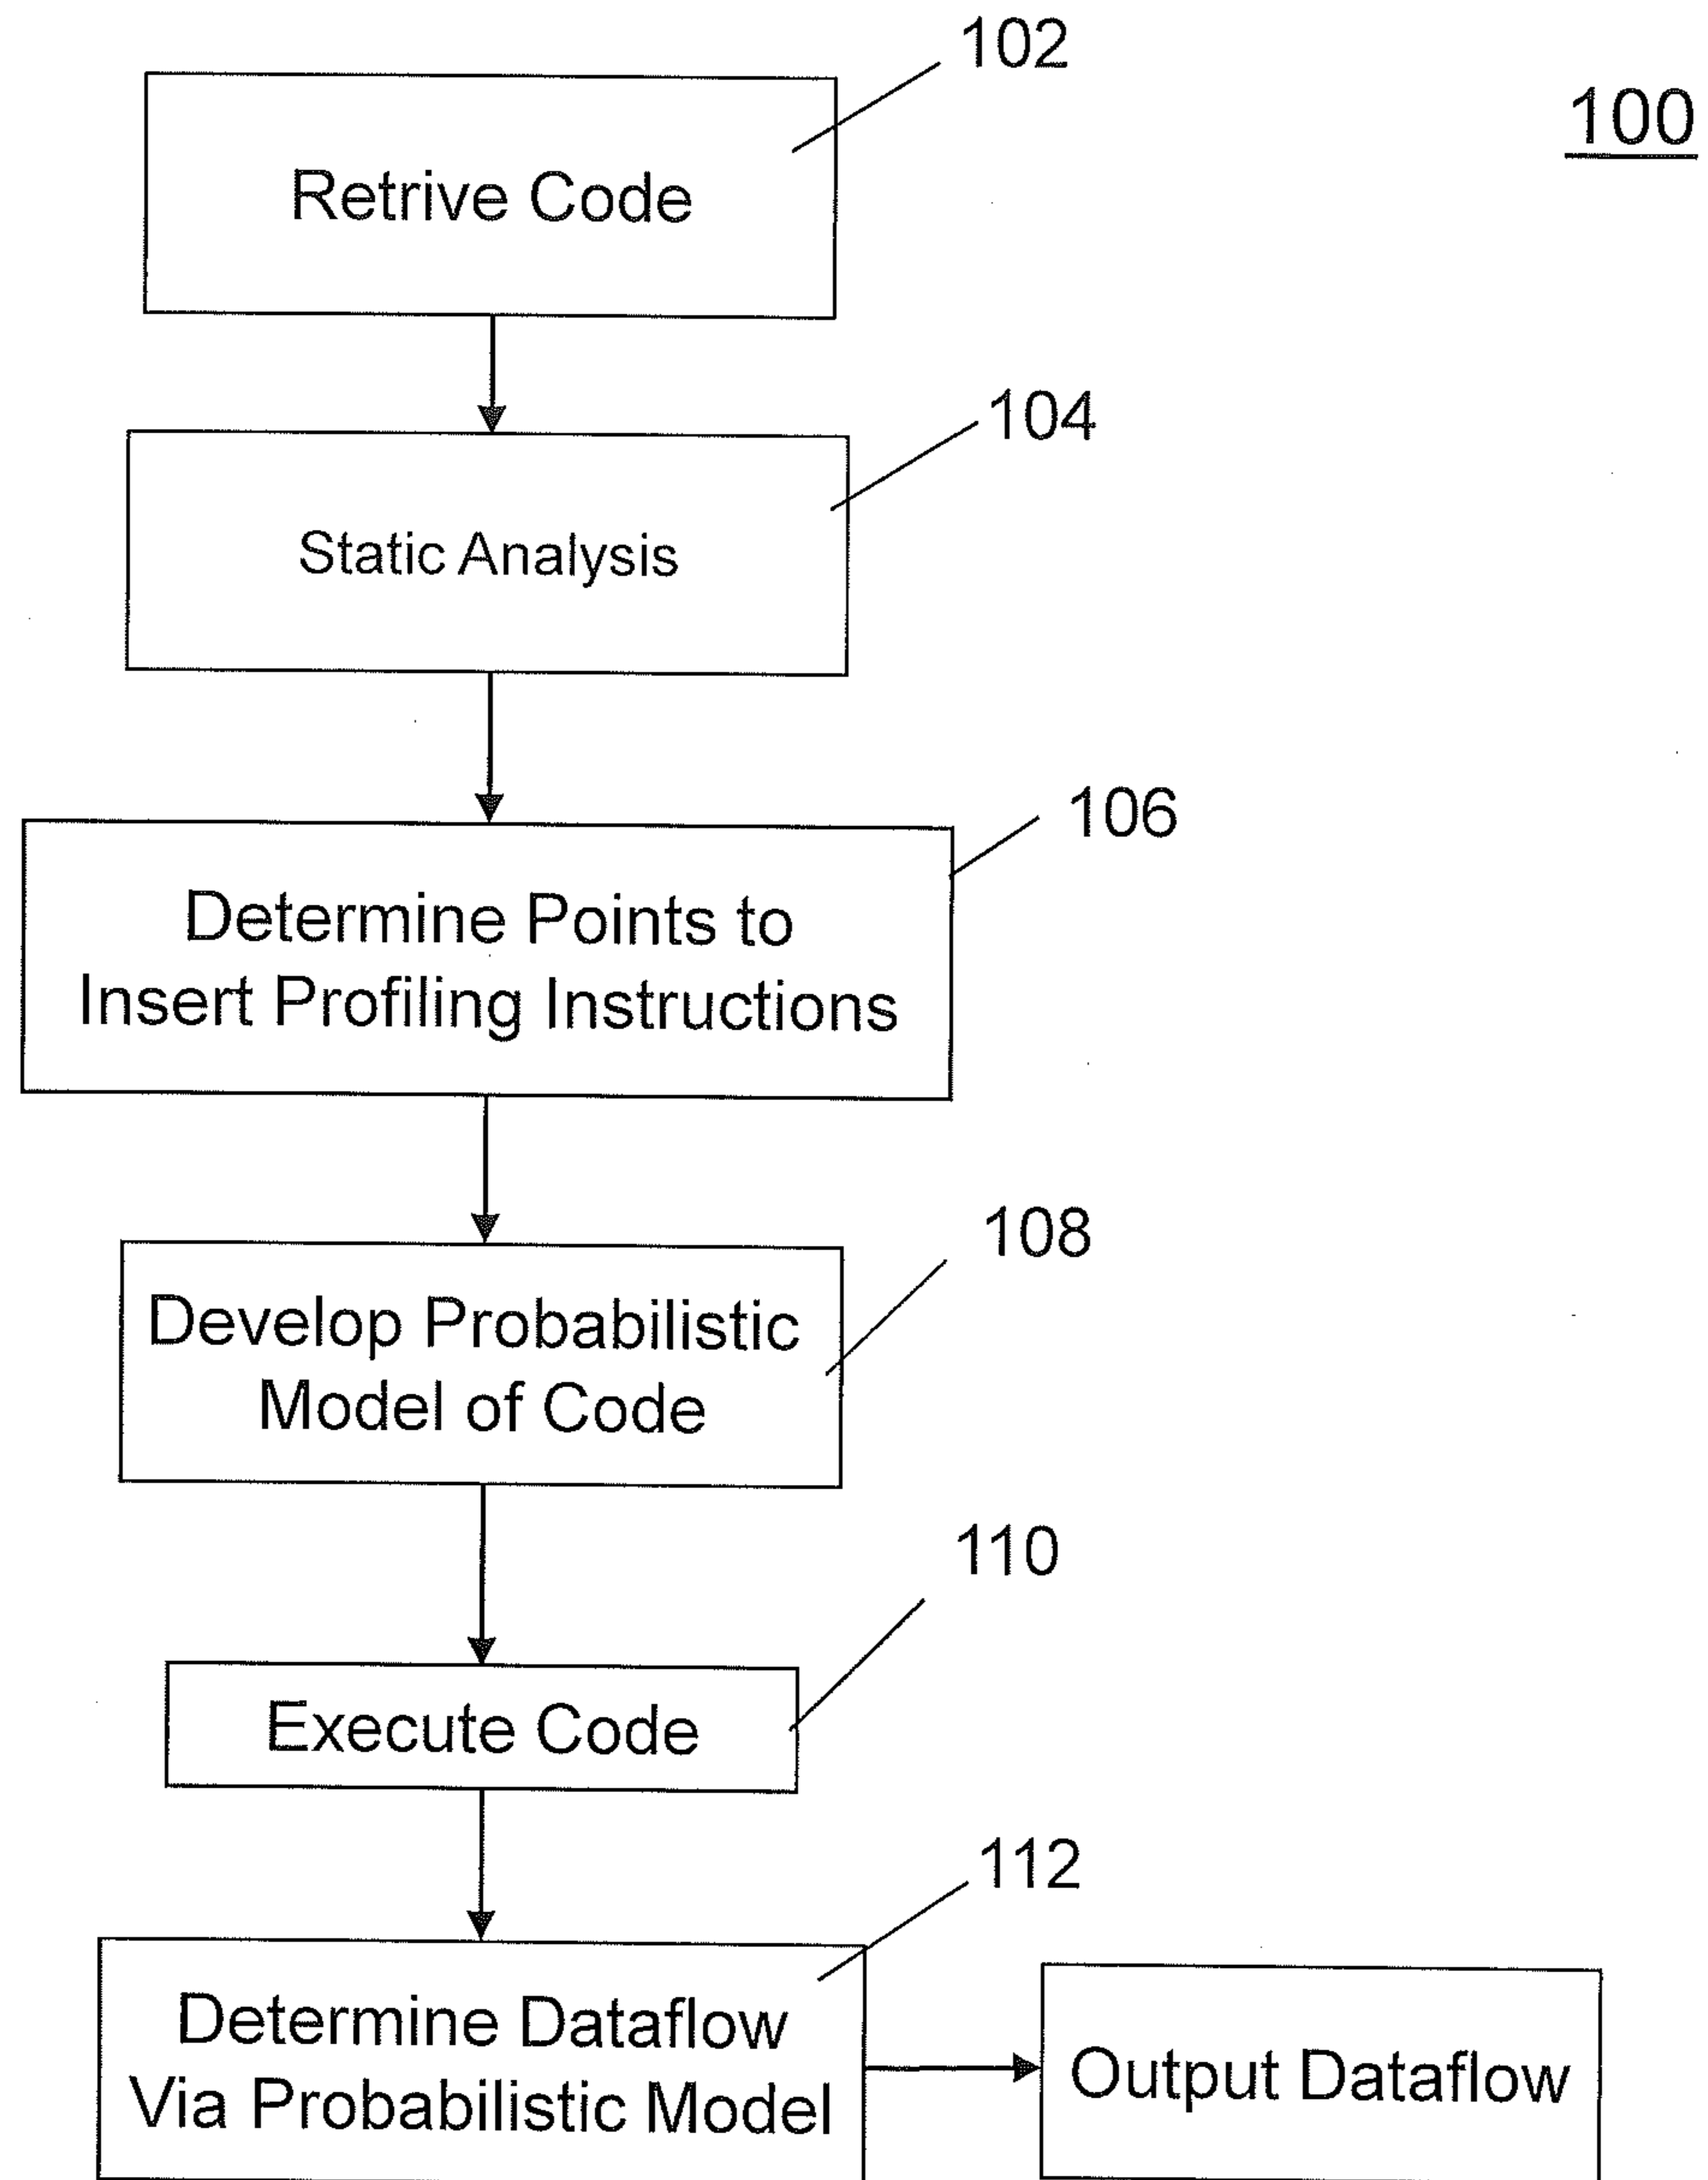 102
100
Retrive Code
104
Static Analysis
106
Determine Points to
Insert Profiling Instructions
108
Develop Probabilistic
Model of Code
110
Execute Code
112
Determine Dataflow
Via Probabilistic Model
Output Dataflow